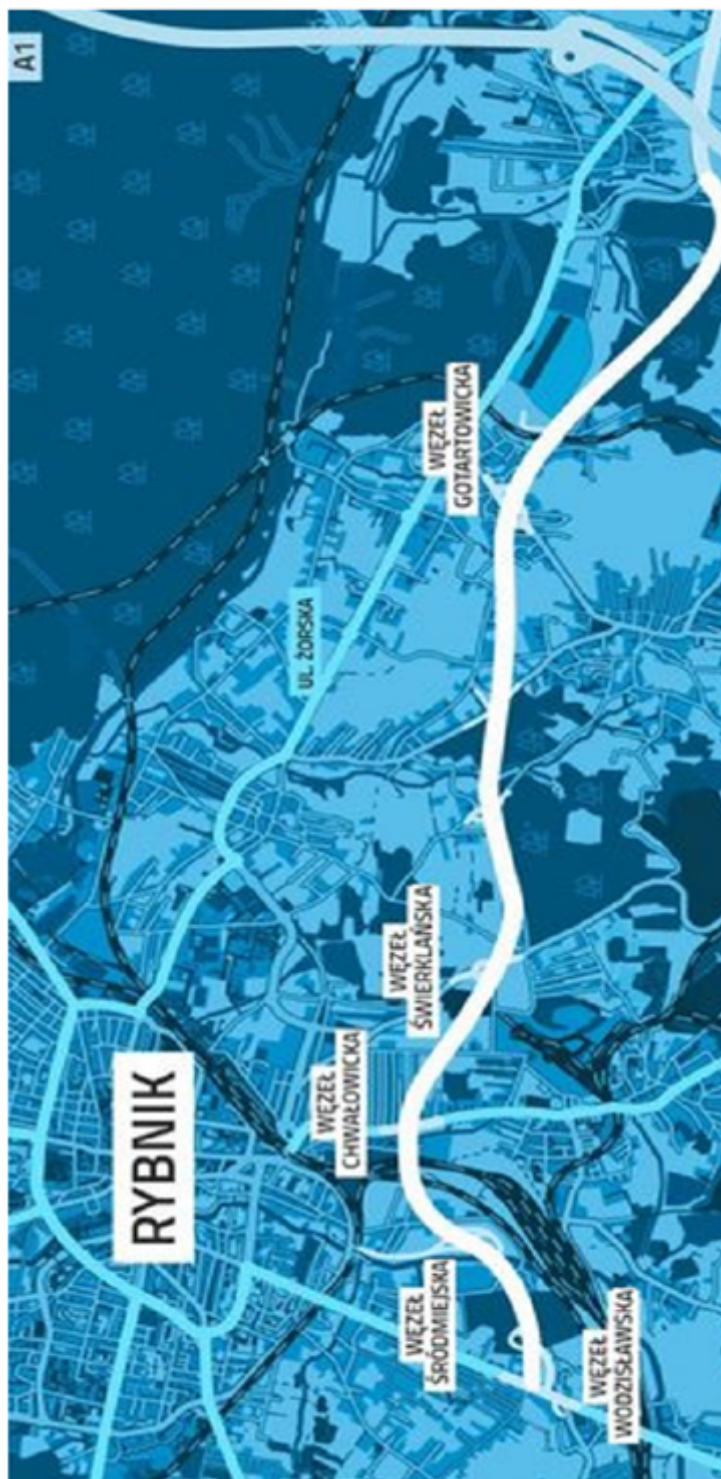 A1
WĘZEŁ
GOTARTOWICKA
UL. ŻORSKA
WĘZEŁ
ŚWIERKLAŃSKA
WĘZEŁ
CHWAŁOWICKA
RYBNIK
WĘZEŁ
ŚRÓDMIEJSKA
WĘZEŁ
WODZISŁAWSKA